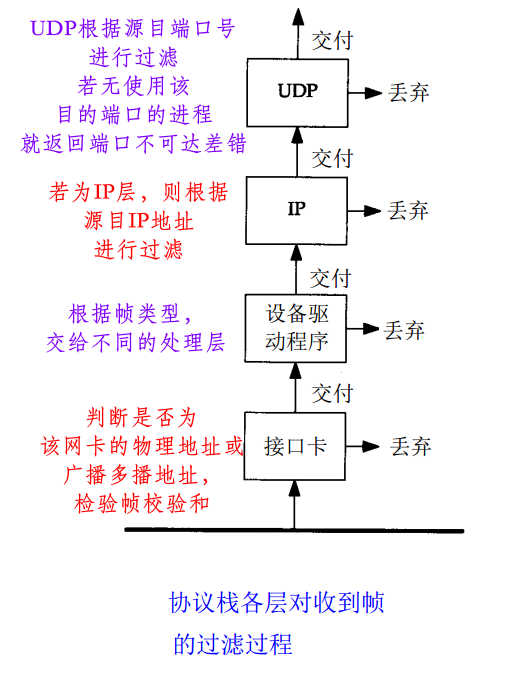 UDP根据源目端口号
进行过滤
若无使用该
目的端口的进程
就返回端口不可达差错
交付
UDP
丢弃
交付
若为IP层，则根据
源目IP地址
进行过滤
IP
丢弃
交付
根据帧类型，
交给不同的处理层
设备驱
动程序
丢弃
交付
判断是否为
该网卡的物理地址或
广播多播地址，
检验帧校验和
接口卡
丢弃
协议栈各层对收到帧
的过滤过程